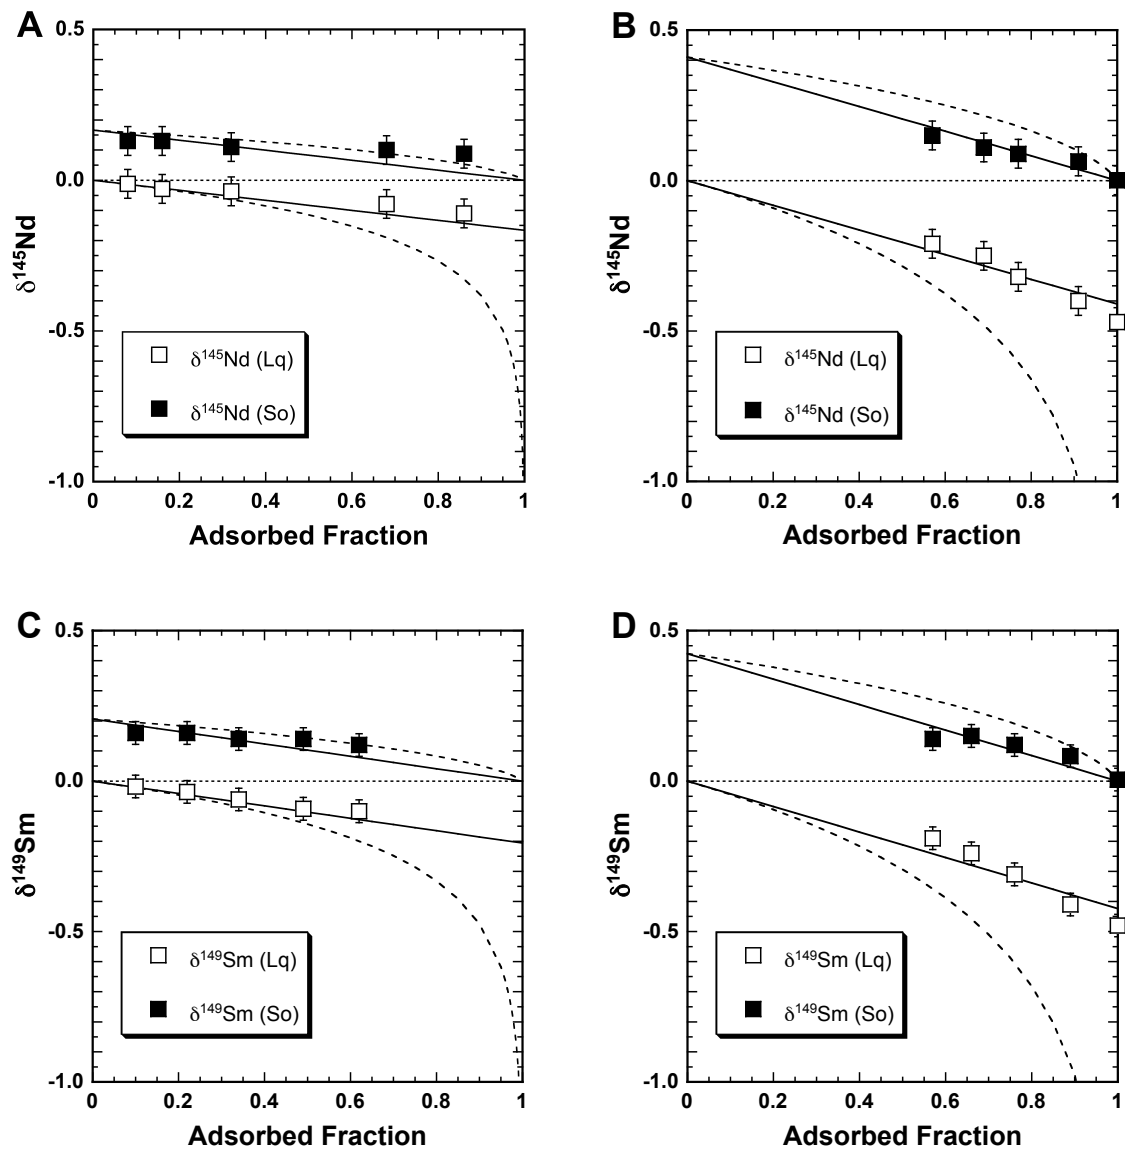 A
0.5
0.0
-0.5
-1.0
δ¹⁴⁵Nd
δ¹⁴⁵Nd (Lq)
δ¹⁴⁵Nd (So)
0 0.2 0.4 0.6 0.8 1
Adsorbed Fraction
B
0.5
0.0
-0.5
-1.0
δ¹⁴⁵Nd
δ¹⁴⁵Nd (Lq)
δ¹⁴⁵Nd (So)
0 0.2 0.4 0.6 0.8 1
Adsorbed Fraction
C
0.5
0.0
-0.5
-1.0
δ¹⁴⁹Sm
δ¹⁴⁹Sm (Lq)
δ¹⁴⁹Sm (So)
0 0.2 0.4 0.6 0.8 1
Adsorbed Fraction
D
0.5
0.0
-0.5
-1.0
δ¹⁴⁹Sm
δ¹⁴⁹Sm (Lq)
δ¹⁴⁹Sm (So)
0 0.2 0.4 0.6 0.8 1
Adsorbed Fraction